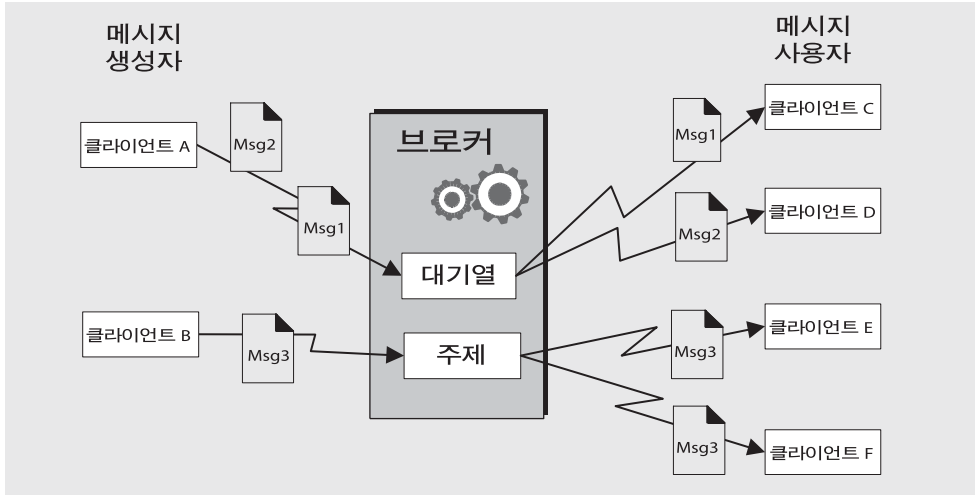 메시지
생성자
메시지
사용자
클라이언트 A
Msg2
Msg1
클라이언트 B
Msg3
브로커
대기열
주제
Msg1
클라이언트 C
Msg2
클라이언트 D
Msg3
클라이언트 E
Msg3
클라이언트 F